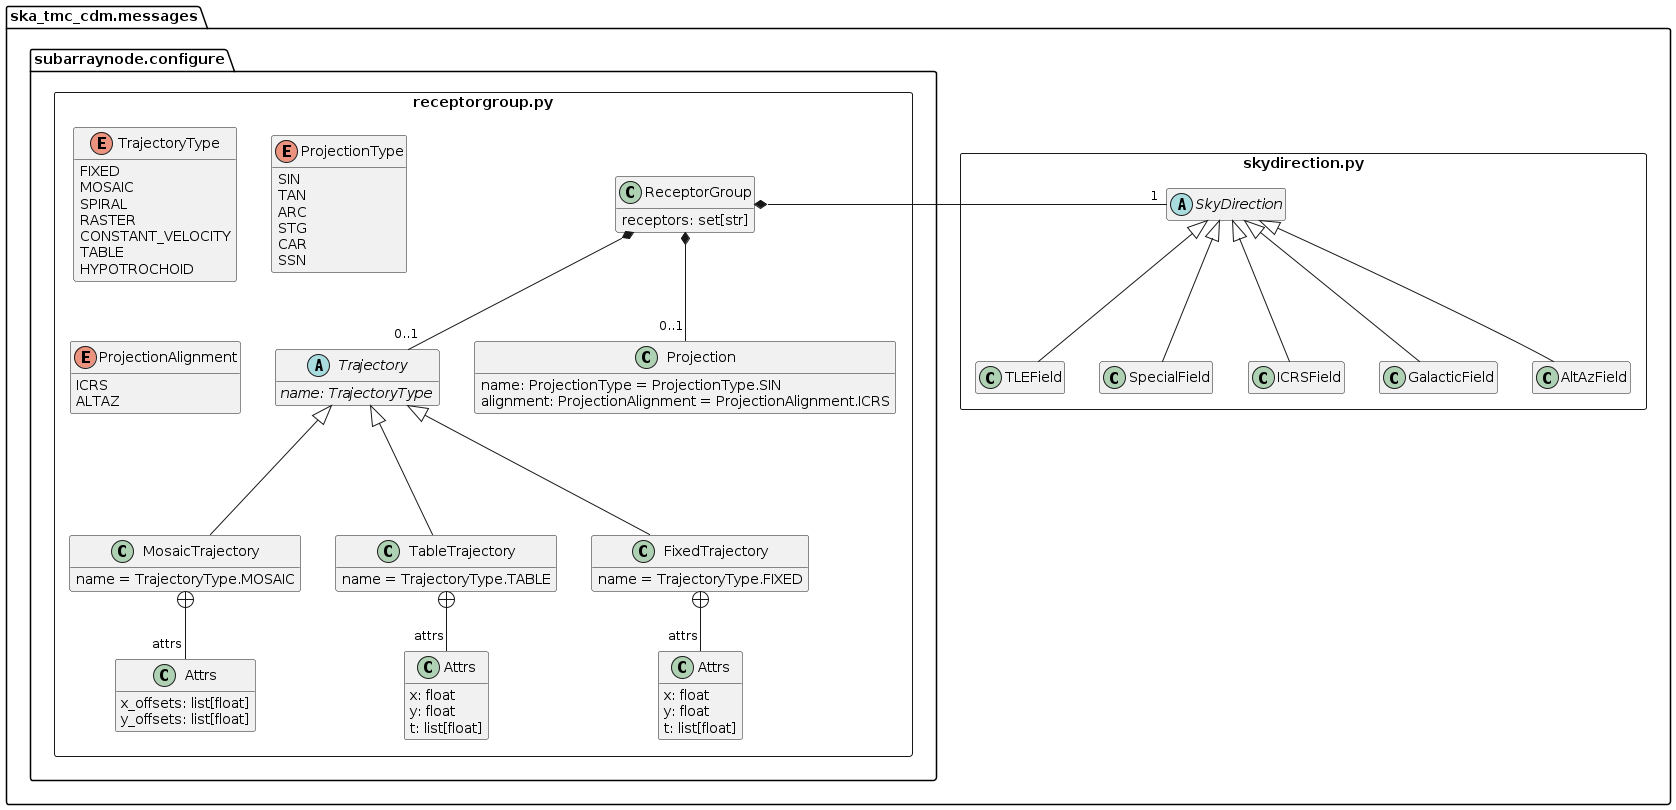 ska_tmc_cdm.messages
subarraynode.configure
receptorgroup.py
E TrajectoryType
FIXED
MOSAIC
SPIRAL
RASTER
CONSTANT_VELOCITY
TABLE
HYPOTROCHOID
E ProjectionType
SIN
TAN
ARC
STG
CAR
SSN
C ReceptorGroup
receptors: set[str]
0..1
0..1
1
E ProjectionAlignment
ICRS
ALTAZ
A Trajectory
name: TrajectoryType
C Projection
name: ProjectionType = ProjectionType.SIN
alignment: ProjectionAlignment = ProjectionAlignment.ICRS
C MosaicTrajectory
name = TrajectoryType.MOSAIC
C TableTrajectory
name = TrajectoryType.TABLE
C FixedTrajectory
name = TrajectoryType.FIXED
attrs
attrs
attrs
C Attrs
x_offsets: list[float]
y_offsets: list[float]
C Attrs
x: float
y: float
t: list[float]
C Attrs
x: float
y: float
t: list[float]
skydirection.py
A SkyDirection
C TLEField
C SpecialField
C ICRSField
C GalacticField
C AltAzField